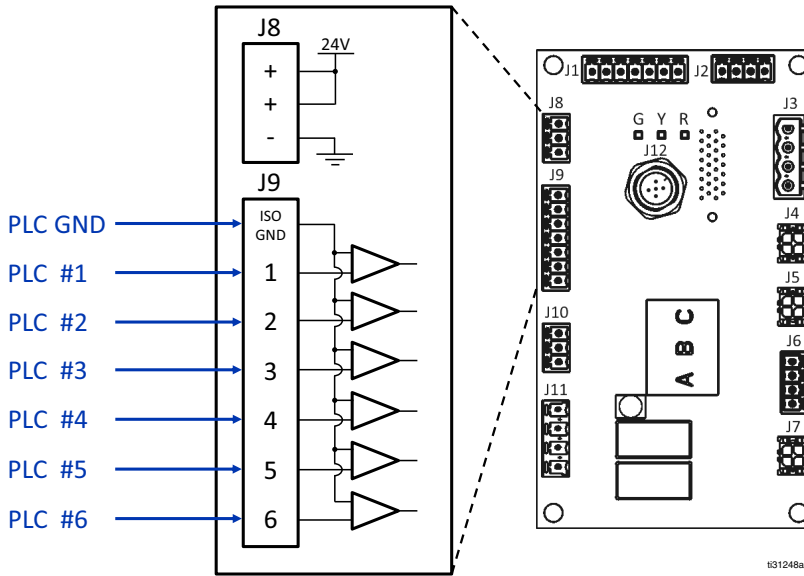 J8
24V
+
+
-
J9
PLC GND
ISO
GND
PLC #1
1
PLC #2
2
PLC #3
3
PLC #4
4
PLC #5
5
PLC #6
6
J1
J2
J8
G Y R
J3
J12
J9
J4
J5
J10
A B C
J6
J11
J7
ti31248a